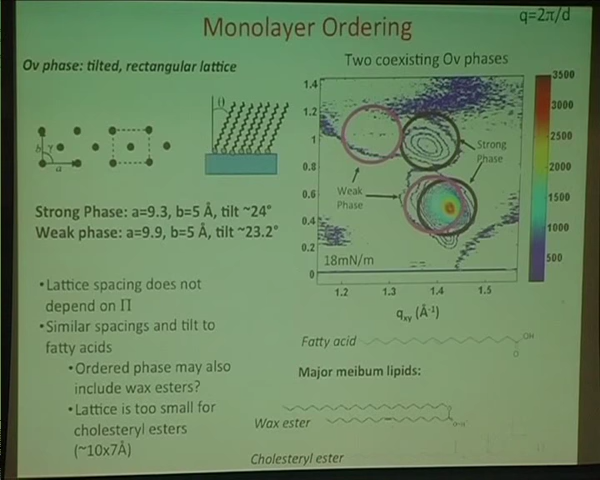 q=2π/d
Monolayer Ordering
Ov phase: tilted, rectangular lattice
Two coexisting Ov phases
θ
b
γ
a
1.4
1.2
1
0.8
0.6
0.4
0.2
0
Strong
Phase
Weak
Phase
18mN/m
1.2
1.3
1.4
1.5
qxy (Å-1)
3500
3000
2500
2000
1500
1000
500
Strong Phase: a=9.3, b=5 Å, tilt ~24°
Weak phase: a=9.9, b=5 Å, tilt ~23.2°
•Lattice spacing does not
depend on Π
•Similar spacings and tilt to
fatty acids
•Ordered phase may also
include wax esters?
•Lattice is too small for
cholesteryl esters
(~10x7Å)
Fatty acid
OH
O
Major meibum lipids:
Wax ester
Cholesteryl ester